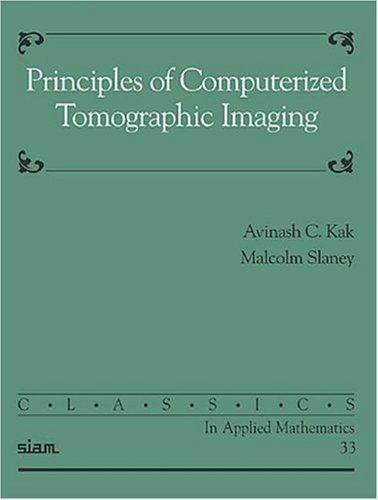 Principles of Computerized
Tomographic Imaging
Avinash C. Kak
Malcolm Slaney
C • L • A • S • S • I • C • S
In Applied Mathematics
siam
33